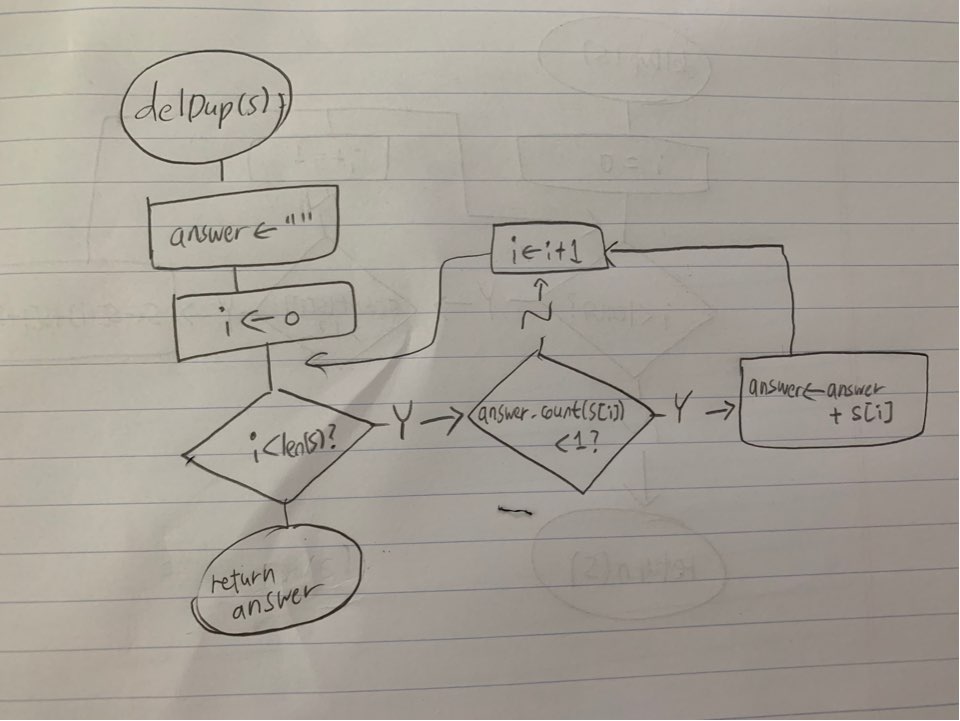 delDup(s)
answer ← ""
i ← 0
i ← i+1
N
i < len(s)?
Y
answer.count(s[i])
< 1?
Y
answer ← answer
+ s[i]
return
answer